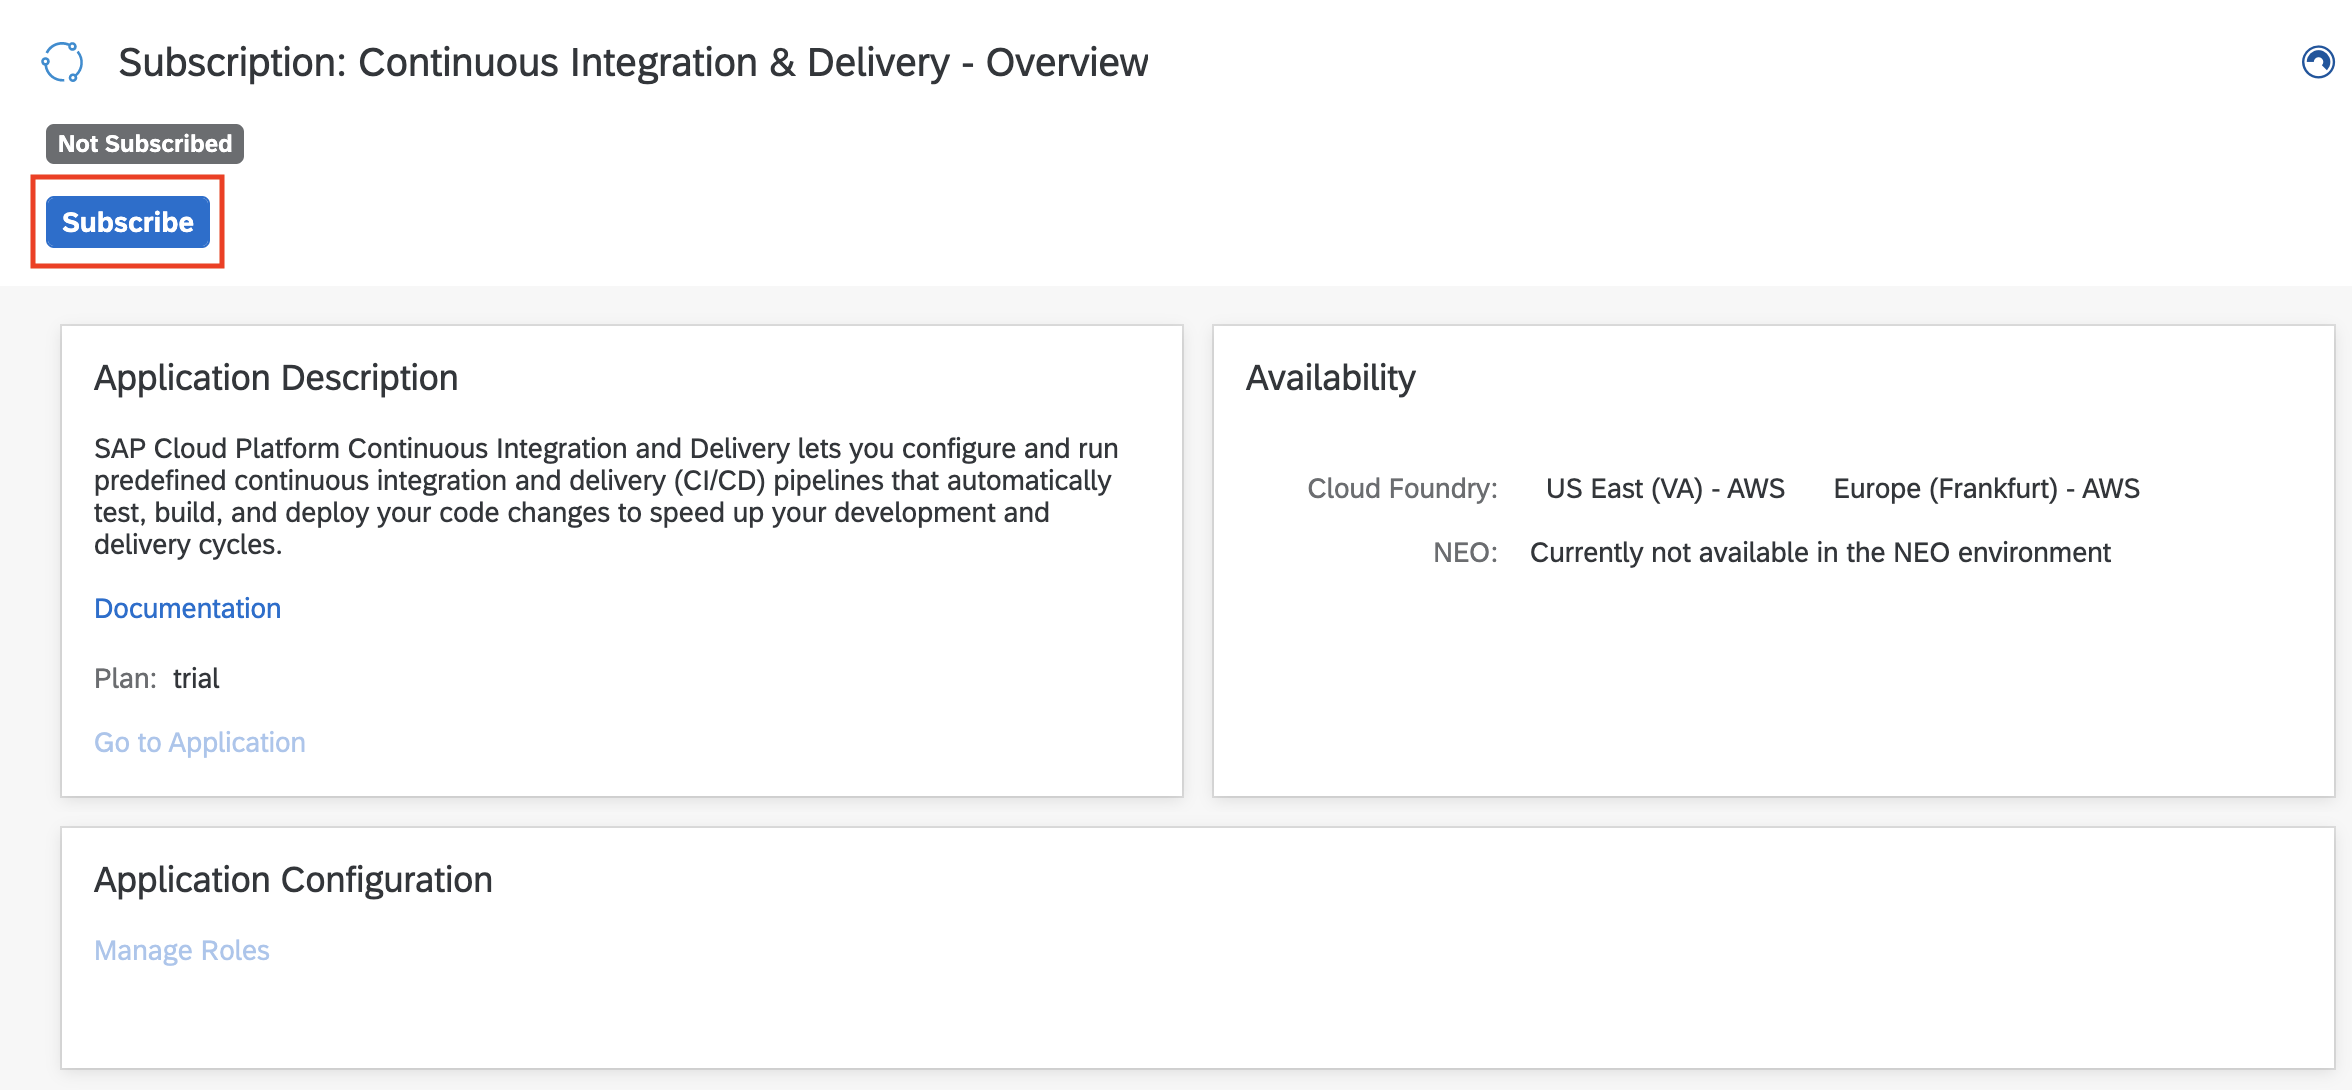 Subscription: Continuous Integration & Delivery - Overview
Not Subscribed
Subscribe
Application Description
SAP Cloud Platform Continuous Integration and Delivery lets you configure and run
predefined continuous integration and delivery (CI/CD) pipelines that automatically
test, build, and deploy your code changes to speed up your development and
delivery cycles.
Documentation
Plan: trial
Go to Application
Availability
Cloud Foundry: US East (VA) - AWS Europe (Frankfurt) - AWS
NEO: Currently not available in the NEO environment
Application Configuration
Manage Roles